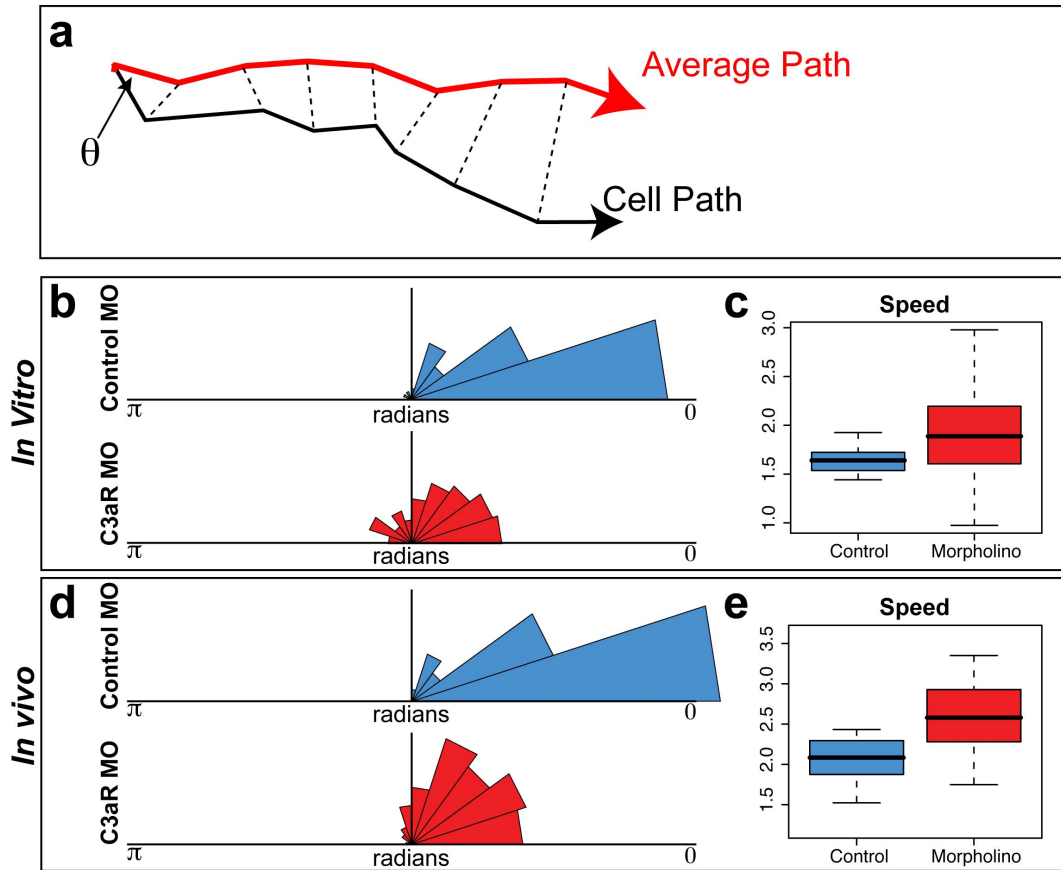 a
Average Path
θ
Cell Path
In Vitro
b
Control MO
π
radians
0
C3aR MO
π
radians
0
c
Speed
3.0
2.5
2.0
1.5
1.0
Control
Morpholino
In vivo
d
Control MO
π
radians
0
C3aR MO
π
radians
0
e
Speed
3.5
3.0
2.5
2.0
1.5
Control
Morpholino